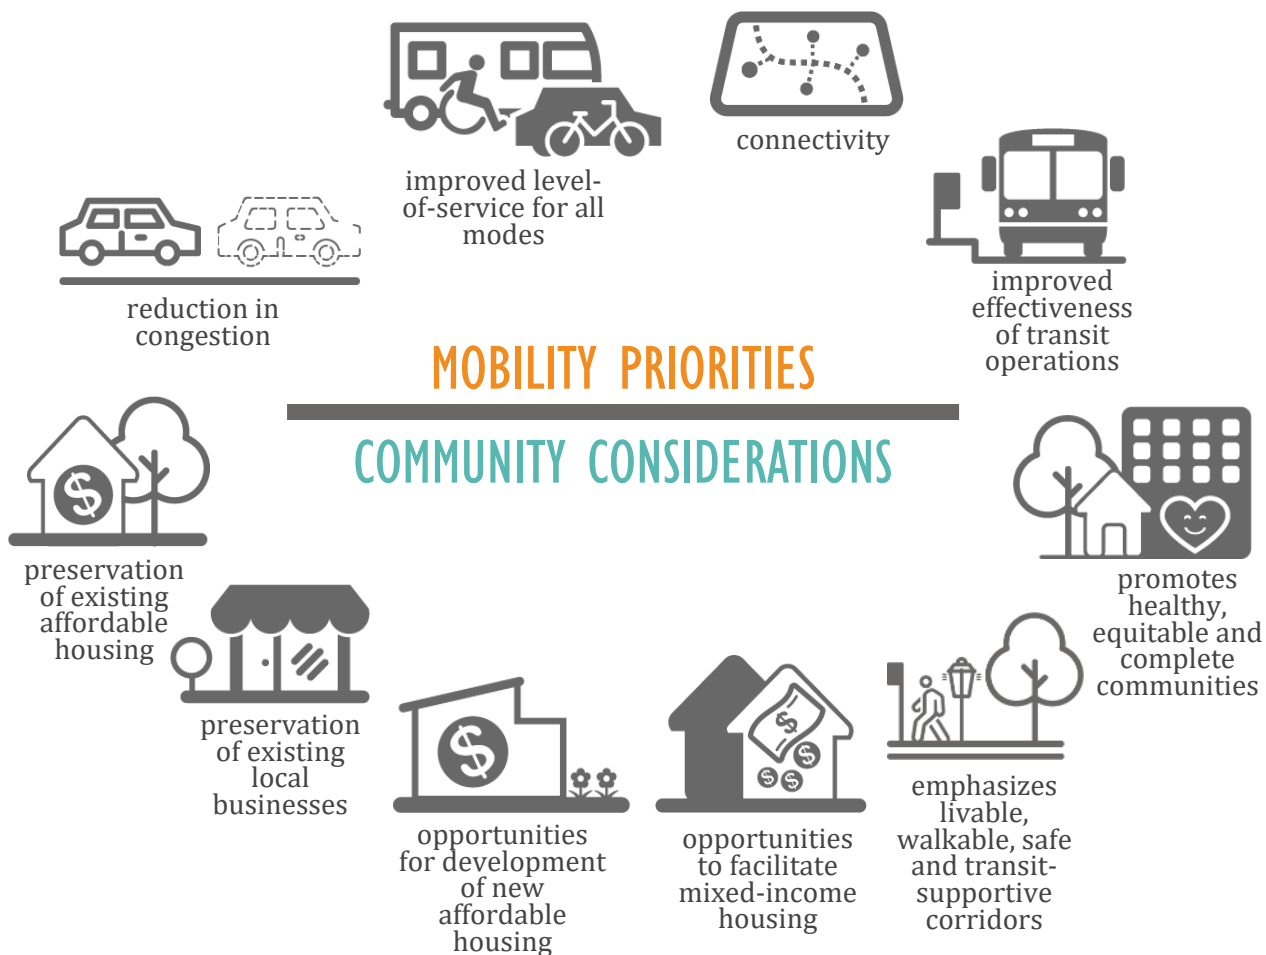 connectivity
improved level-
of-service for all
modes
reduction in
congestion
improved
effectiveness
of transit
operations
MOBILITY PRIORITIES
COMMUNITY CONSIDERATIONS
$
preservation
of existing
affordable
housing
preservation
of existing
local
businesses
$
opportunities
for development
of new
affordable
housing
$
$
$ $
opportunities
to facilitate
mixed-income
housing
emphasizes
livable,
walkable, safe
and transit-
supportive
corridors
promotes
healthy,
equitable and
complete
communities